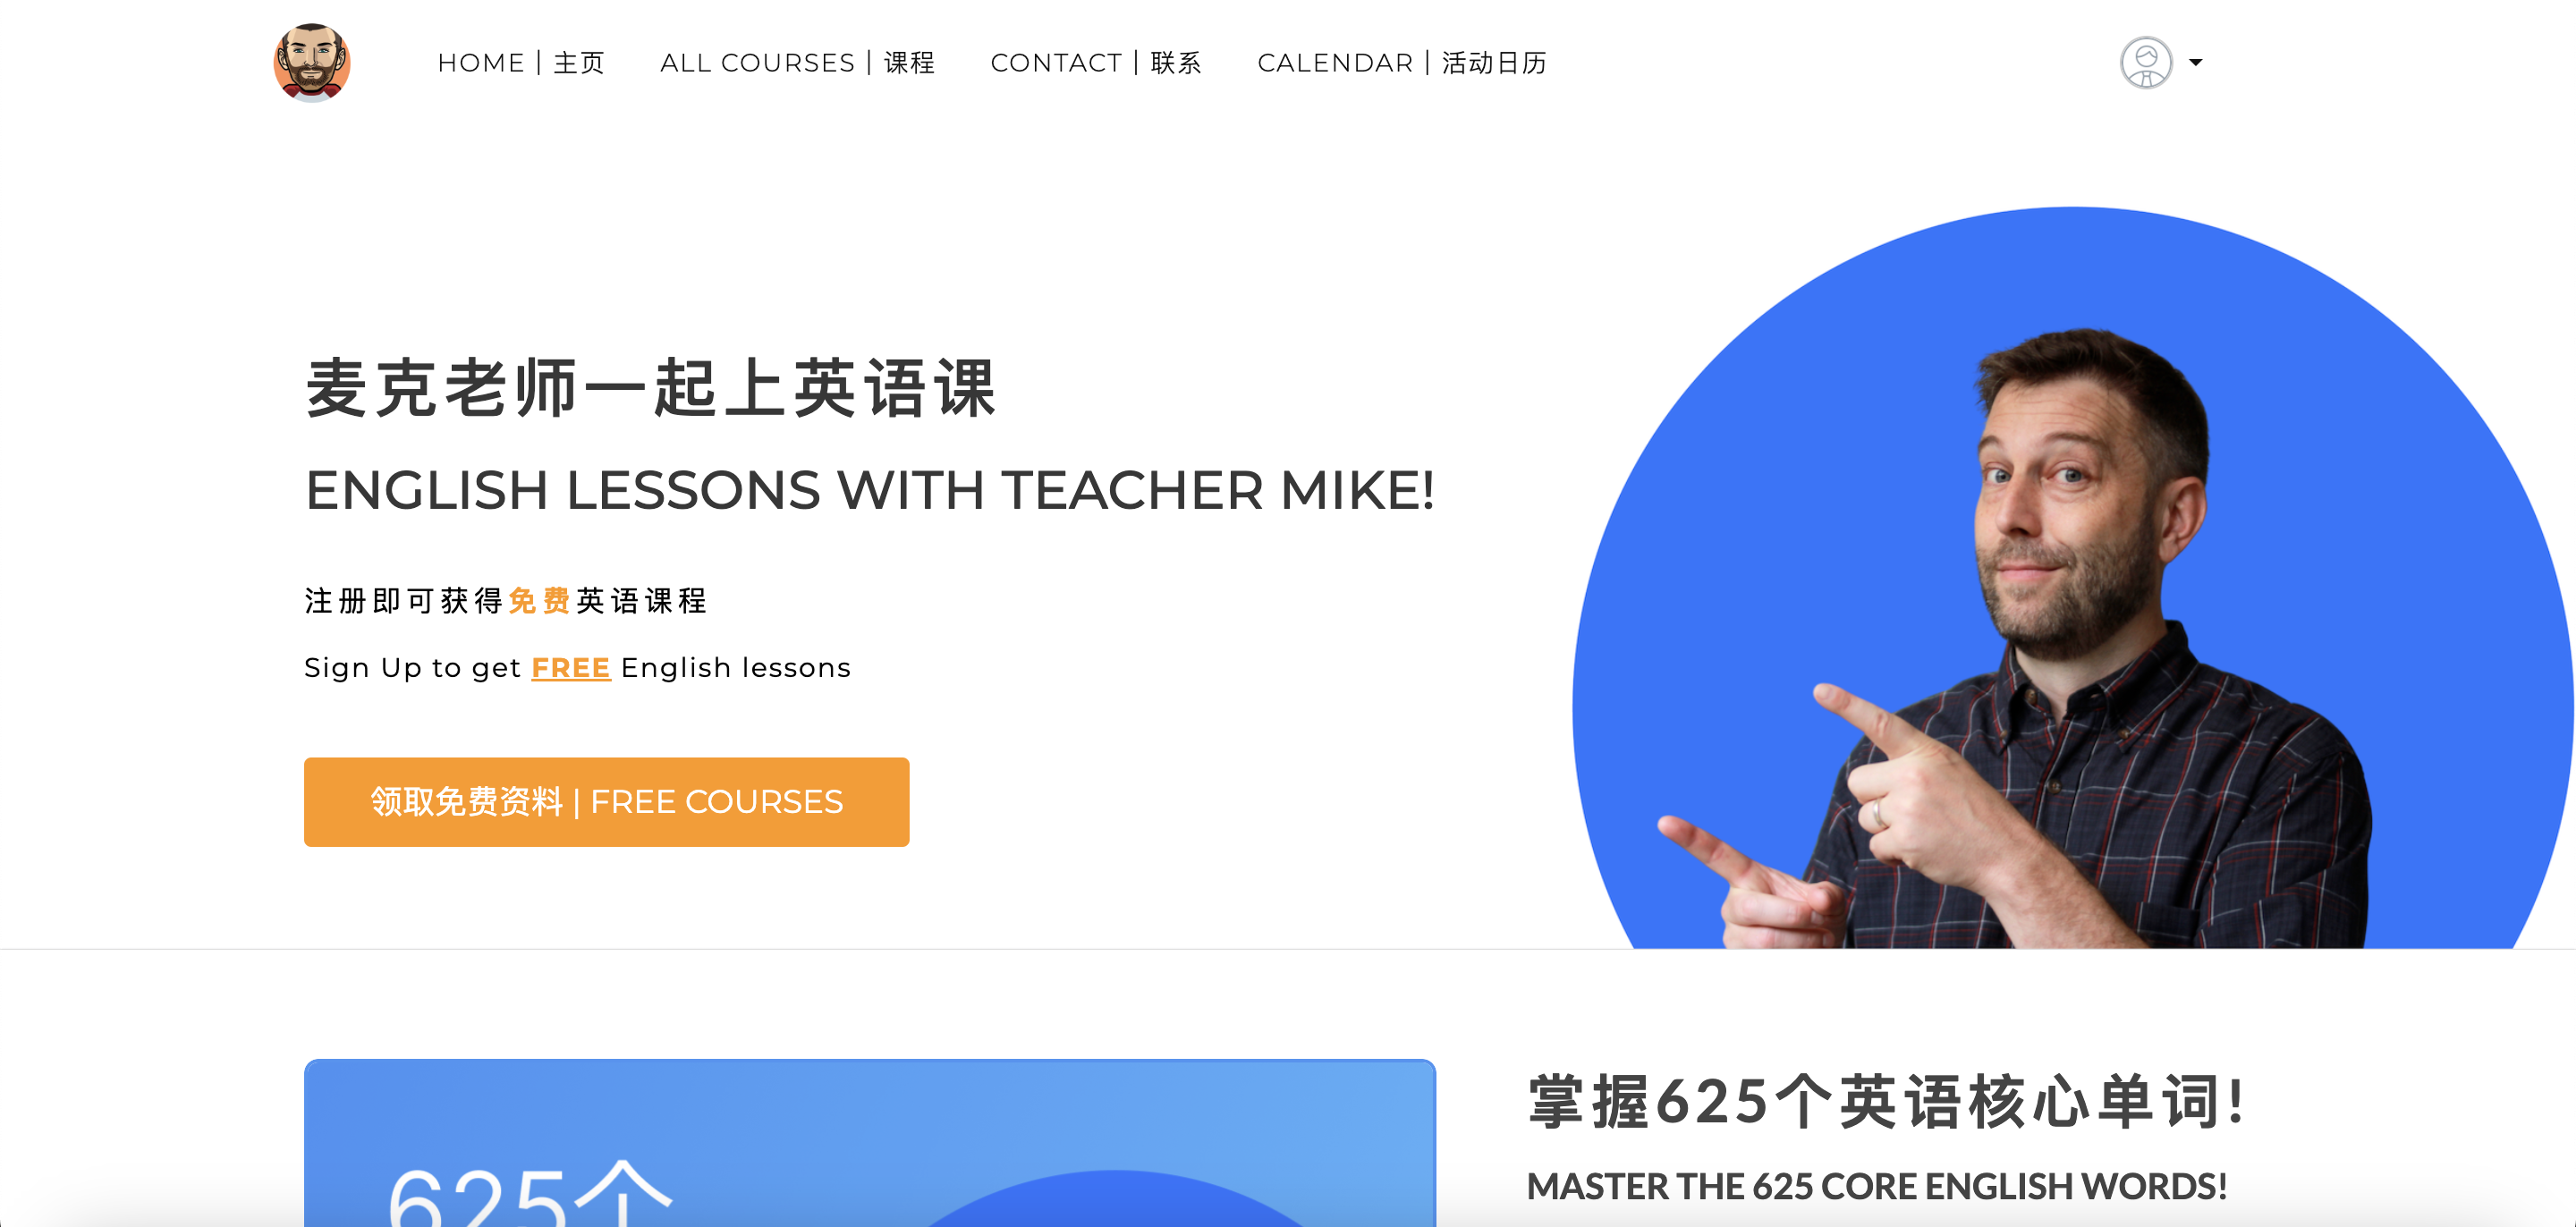 HOME | 主页
ALL COURSES | 课程
CONTACT | 联系
CALENDAR | 活动日历
麦克老师一起上英语课
ENGLISH LESSONS WITH TEACHER MIKE!
注册即可获得免费英语课程
Sign Up to get FREE English lessons
领取免费资料 | FREE COURSES
625个
掌握625个英语核心单词!
MASTER THE 625 CORE ENGLISH WORDS!